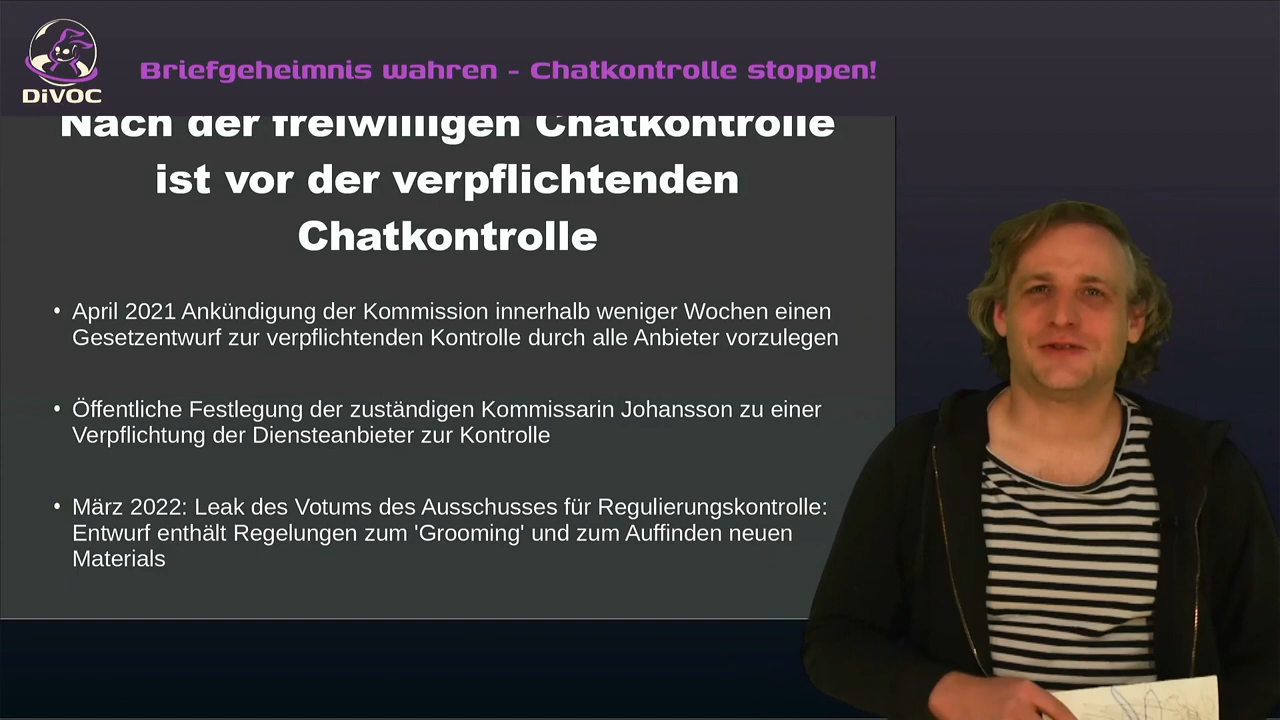 DiVOC
Briefgeheimnis wahren - Chatkontrolle stoppen!
Nach der freiwilligen Chatkontrolle
ist vor der verpflichtenden
Chatkontrolle
• April 2021 Ankündigung der Kommission innerhalb weniger Wochen einen
Gesetzentwurf zur verpflichtenden Kontrolle durch alle Anbieter vorzulegen
• Öffentliche Festlegung der zuständigen Kommissarin Johansson zu einer
Verpflichtung der Diensteanbieter zur Kontrolle
• März 2022: Leak des Votums des Ausschusses für Regulierungskontrolle:
Entwurf enthält Regelungen zum 'Grooming' und zum Auffinden neuen
Materials